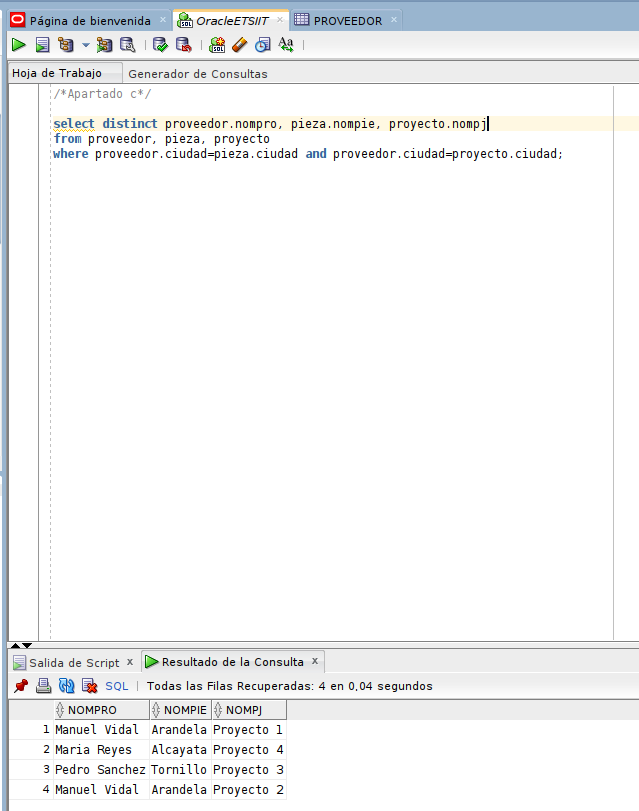 Página de bienvenida × OracleETSIIT × PROVEEDOR ×
SQL SQL Aa
Hoja de Trabajo Generador de Consultas
/*Apartado c*/
select distinct proveedor.nompro, pieza.nompie, proyecto.nompj
from proveedor, pieza, proyecto
where proveedor.ciudad=pieza.ciudad and proveedor.ciudad=proyecto.ciudad;
Salida de Script x Resultado de la Consulta x
SQL | Todas las Filas Recuperadas: 4 en 0,04 segundos
NOMPRO NOMPIE NOMPJ
1 Manuel Vidal Arandela Proyecto 1
2 Maria Reyes Alcayata Proyecto 4
3 Pedro Sanchez Tornillo Proyecto 3
4 Manuel Vidal Arandela Proyecto 2